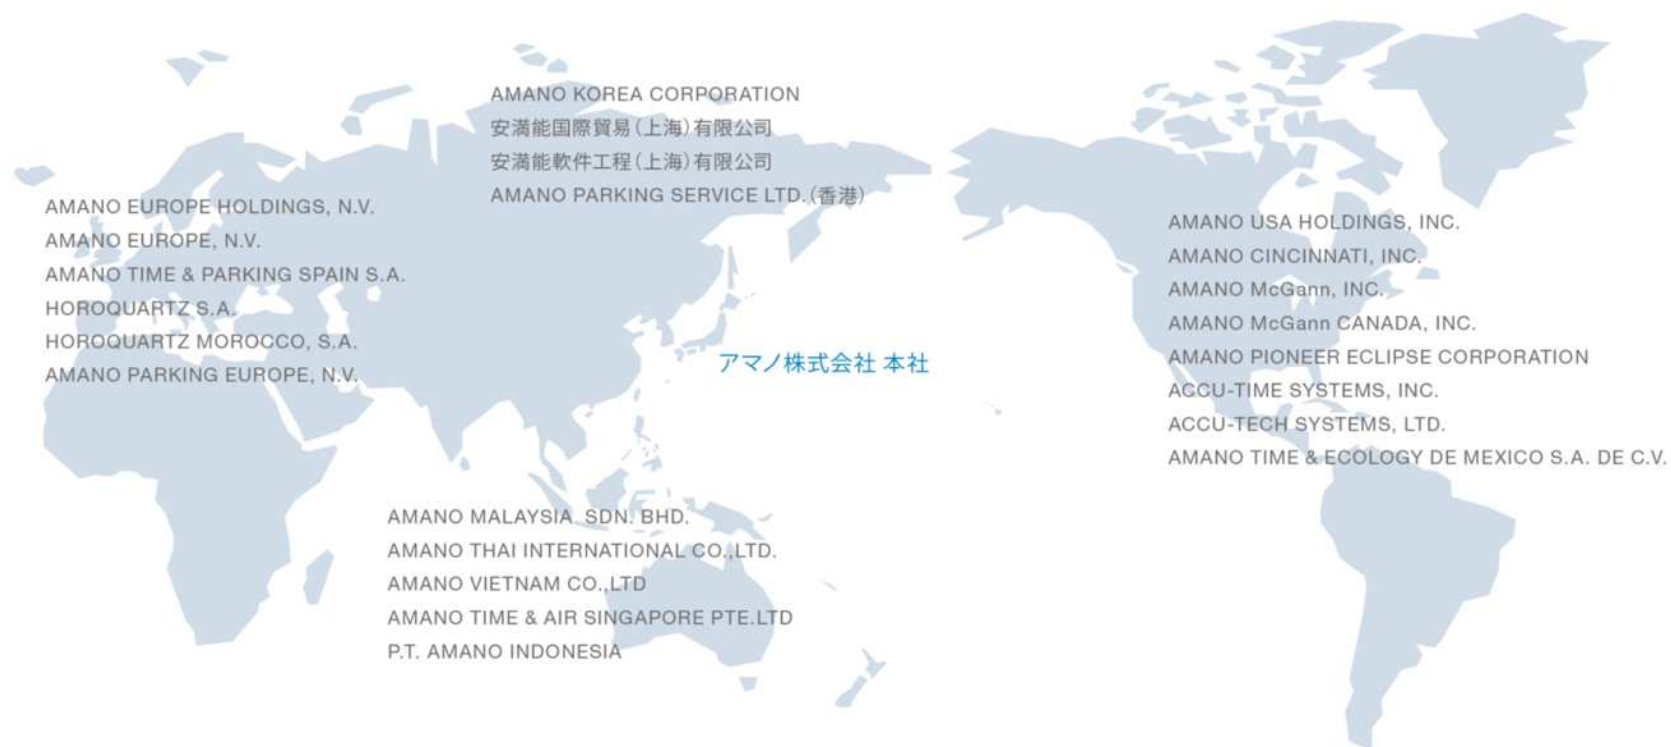 AMANO KOREA CORPORATION
安満能国際貿易(上海)有限公司
安満能軟件工程(上海)有限公司
AMANO PARKING SERVICE LTD.(香港)
AMANO EUROPE HOLDINGS, N.V.
AMANO EUROPE, N.V.
AMANO TIME & PARKING SPAIN S.A.
HOROQUARTZ S.A.
HOROQUARTZ MOROCCO, S.A.
AMANO PARKING EUROPE, N.V.
アマノ株式会社 本社
AMANO USA HOLDINGS, INC.
AMANO CINCINNATI, INC.
AMANO McGann, INC.
AMANO McGann CANADA, INC.
AMANO PIONEER ECLIPSE CORPORATION
ACCU-TIME SYSTEMS, INC.
ACCU-TECH SYSTEMS, LTD.
AMANO TIME & ECOLOGY DE MEXICO S.A. DE C.V.
AMANO MALAYSIA SDN. BHD.
AMANO THAI INTERNATIONAL CO.,LTD.
AMANO VIETNAM CO.,LTD
AMANO TIME & AIR SINGAPORE PTE.LTD
P.T. AMANO INDONESIA